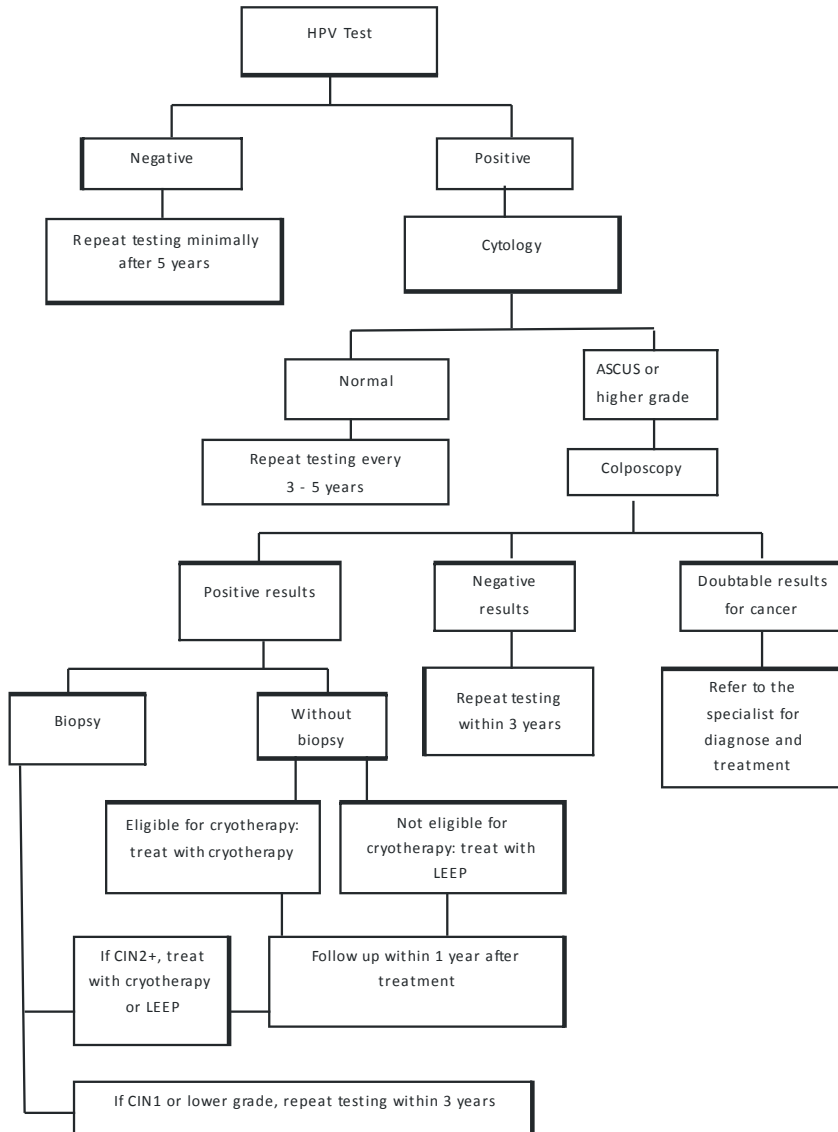 HPV Test
Negative
Positive
Repeat testing minimally
after 5 years
Cytology
Normal
ASCUS or
higher grade
Repeat testing every
3 - 5 years
Colposcopy
Positive results
Negative
results
Doubtable results
for cancer
Biopsy
Without
biopsy
Repeat testing
within 3 years
Refer to the
specialist for
diagnose and
treatment
Eligible for cryotherapy:
treat with cryotherapy
Not eligible for
cryotherapy: treat with
LEEP
If CIN2+, treat
with cryotherapy
or LEEP
Follow up within 1 year after
treatment
If CIN1 or lower grade, repeat testing within 3 years